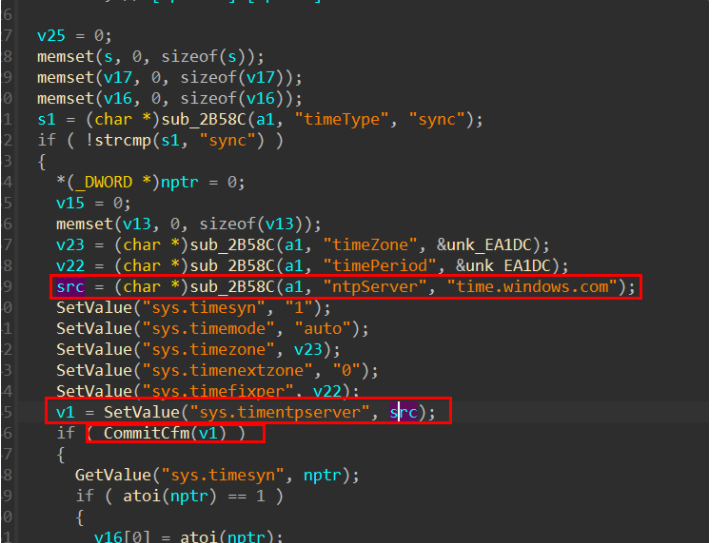 6
7 v25 = 0;
8 memset(s, 0, sizeof(s));
9 memset(v17, 0, sizeof(v17));
0 memset(v16, 0, sizeof(v16));
1 s1 = (char *)sub_2B58C(a1, "timeType", "sync");
2 if ( !strcmp(s1, "sync") )
3 {
4 *(_DWORD *)nptr = 0;
5 v15 = 0;
6 memset(v13, 0, sizeof(v13));
7 v23 = (char *)sub_2B58C(a1, "timeZone", &unk_EA1DC);
8 v22 = (char *)sub_2B58C(a1, "timePeriod", &unk_EA1DC);
9 src = (char *)sub_2B58C(a1, "ntpServer", "time.windows.com");
0 SetValue("sys.timesyn", "1");
1 SetValue("sys.timemode", "auto");
2 SetValue("sys.timezone", v23);
3 SetValue("sys.timenextzone", "0");
4 SetValue("sys.timefixper", v22);
5 v1 = SetValue("sys.timentpserver", src);
6 if ( CommitCfm(v1) )
7 {
8 GetValue("sys.timesyn", nptr);
9 if ( atoi(nptr) == 1 )
0 {
1 v16[0] = atoi(nptr);